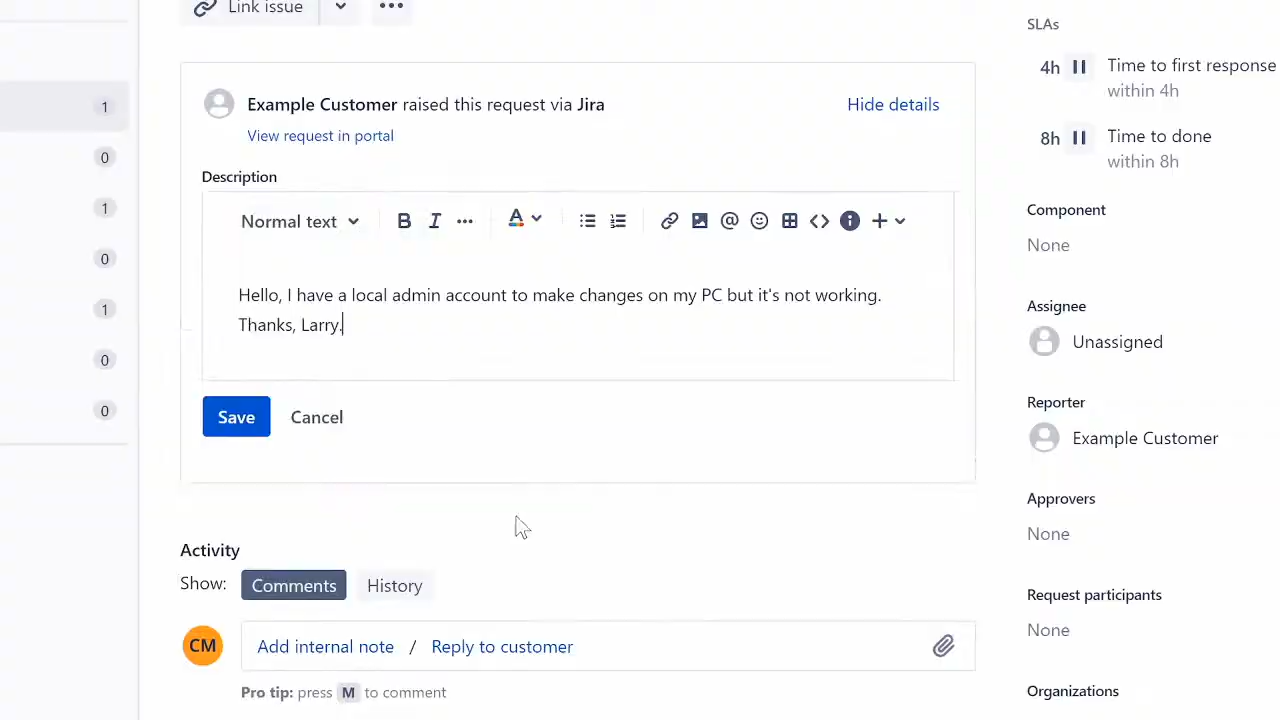 Link issue
1
0
1
0
1
0
0
Example Customer raised this request via Jira
Hide details
View request in portal
Description
Normal text
B I A @
Hello, I have a local admin account to make changes on my PC but it's not working.
Thanks, Larry.
Save Cancel
Activity
Show: Comments History
CM Add internal note / Reply to customer
Pro tip: press M to comment
SLAs
4h Time to first response
within 4h
8h Time to done
within 8h
Component
None
Assignee
Unassigned
Reporter
Example Customer
Approvers
None
Request participants
None
Organizations